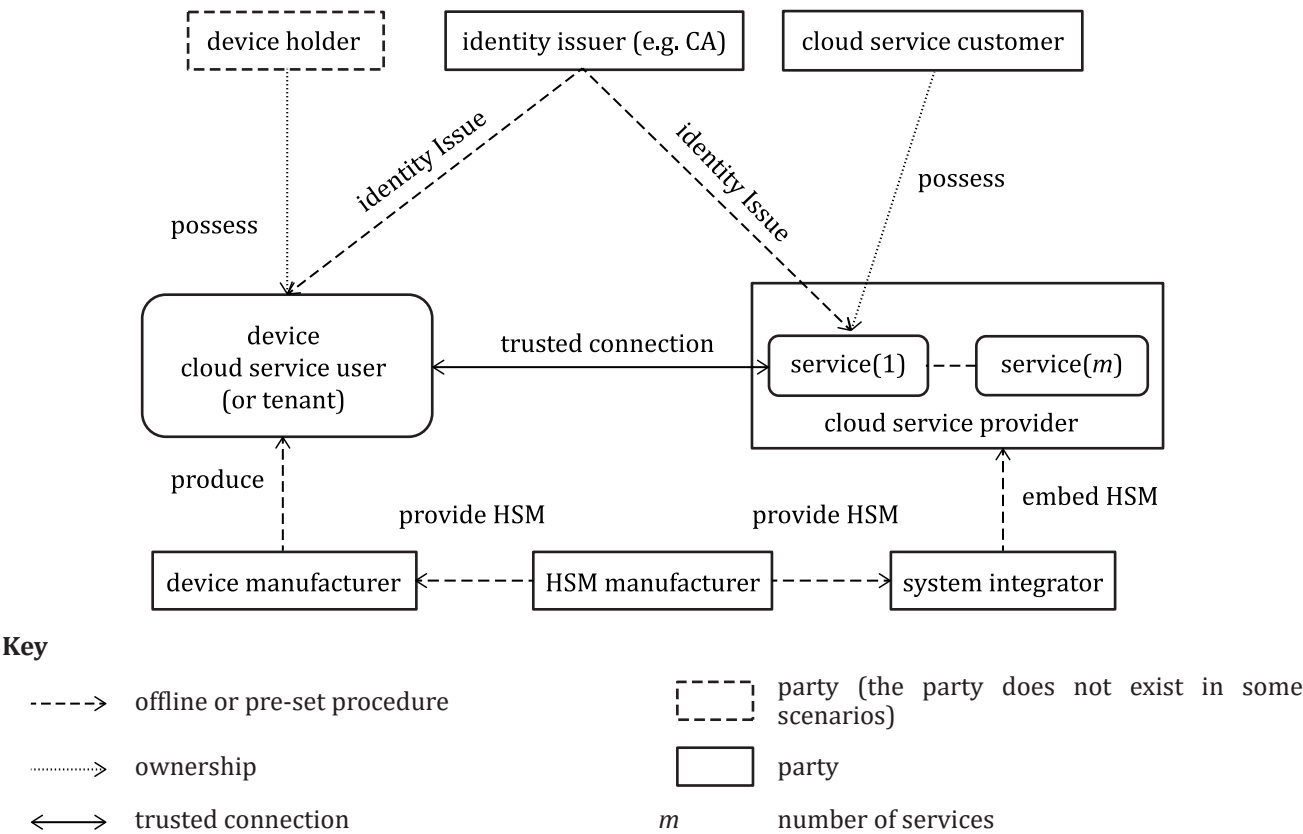 device holder
identity issuer (e.g. CA)
cloud service customer
identity Issue
identity Issue
possess
possess
device
cloud service user
(or tenant)
trusted connection
service(1)
service(m)
cloud service provider
produce
provide HSM
provide HSM
embed HSM
device manufacturer
HSM manufacturer
system integrator
Key
offline or pre-set procedure
party (the party does not exist in some
scenarios)
ownership
party
trusted connection
m
number of services